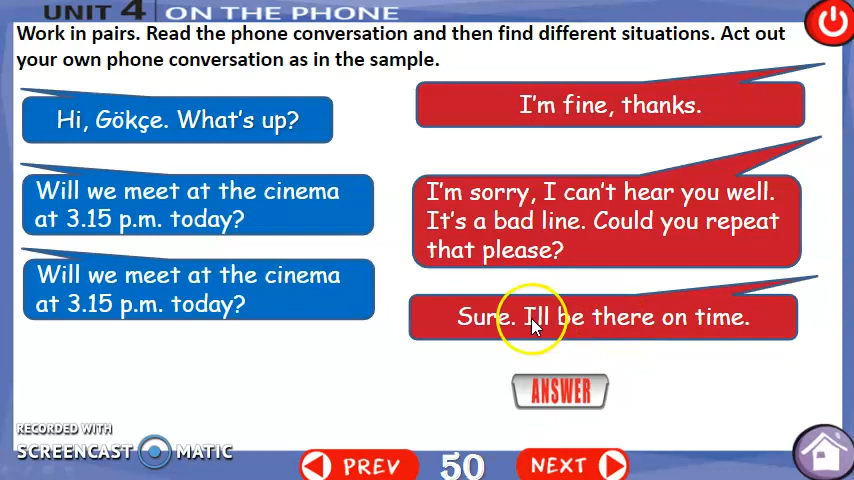 UNIT 4 ON THE PHONE
Work in pairs. Read the phone conversation and then find different situations. Act out
your own phone conversation as in the sample.
Hi, Gökçe. What's up?
I'm fine, thanks.
Will we meet at the cinema
at 3.15 p.m. today?
I'm sorry, I can't hear you well.
It's a bad line. Could you repeat
that please?
Will we meet at the cinema
at 3.15 p.m. today?
Sure. I'll be there on time.
ANSWER
RECORDED WITH
SCREENCAST MATIC
PREV
50
NEXT